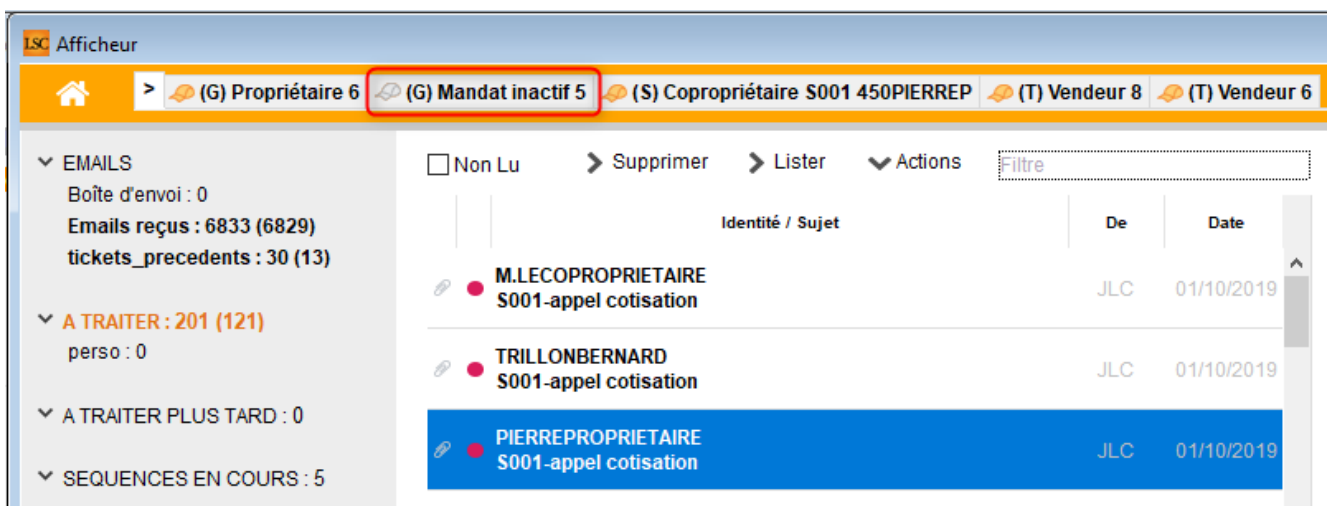 LSC Afficheur
> (G) Propriétaire 6 (G) Mandat inactif 5 (S) Copropriétaire S001 450PIERREP (T) Vendeur 8 (T) Vendeur 6
EMAILS
Boîte d'envoi : 0
Emails reçus : 6833 (6829)
tickets_precedents : 30 (13)
A TRAITER : 201 (121)
perso : 0
A TRAITER PLUS TARD : 0
SEQUENCES EN COURS : 5
Non Lu Supprimer Lister Actions Filtre
Identité / Sujet De Date
M.LECOPROPRIETAIRE
S001-appel cotisation JLC 01/10/2019
TRILLONBERNARD
S001-appel cotisation JLC 01/10/2019
PIERREPROPRIETAIRE
S001-appel cotisation JLC 01/10/2019